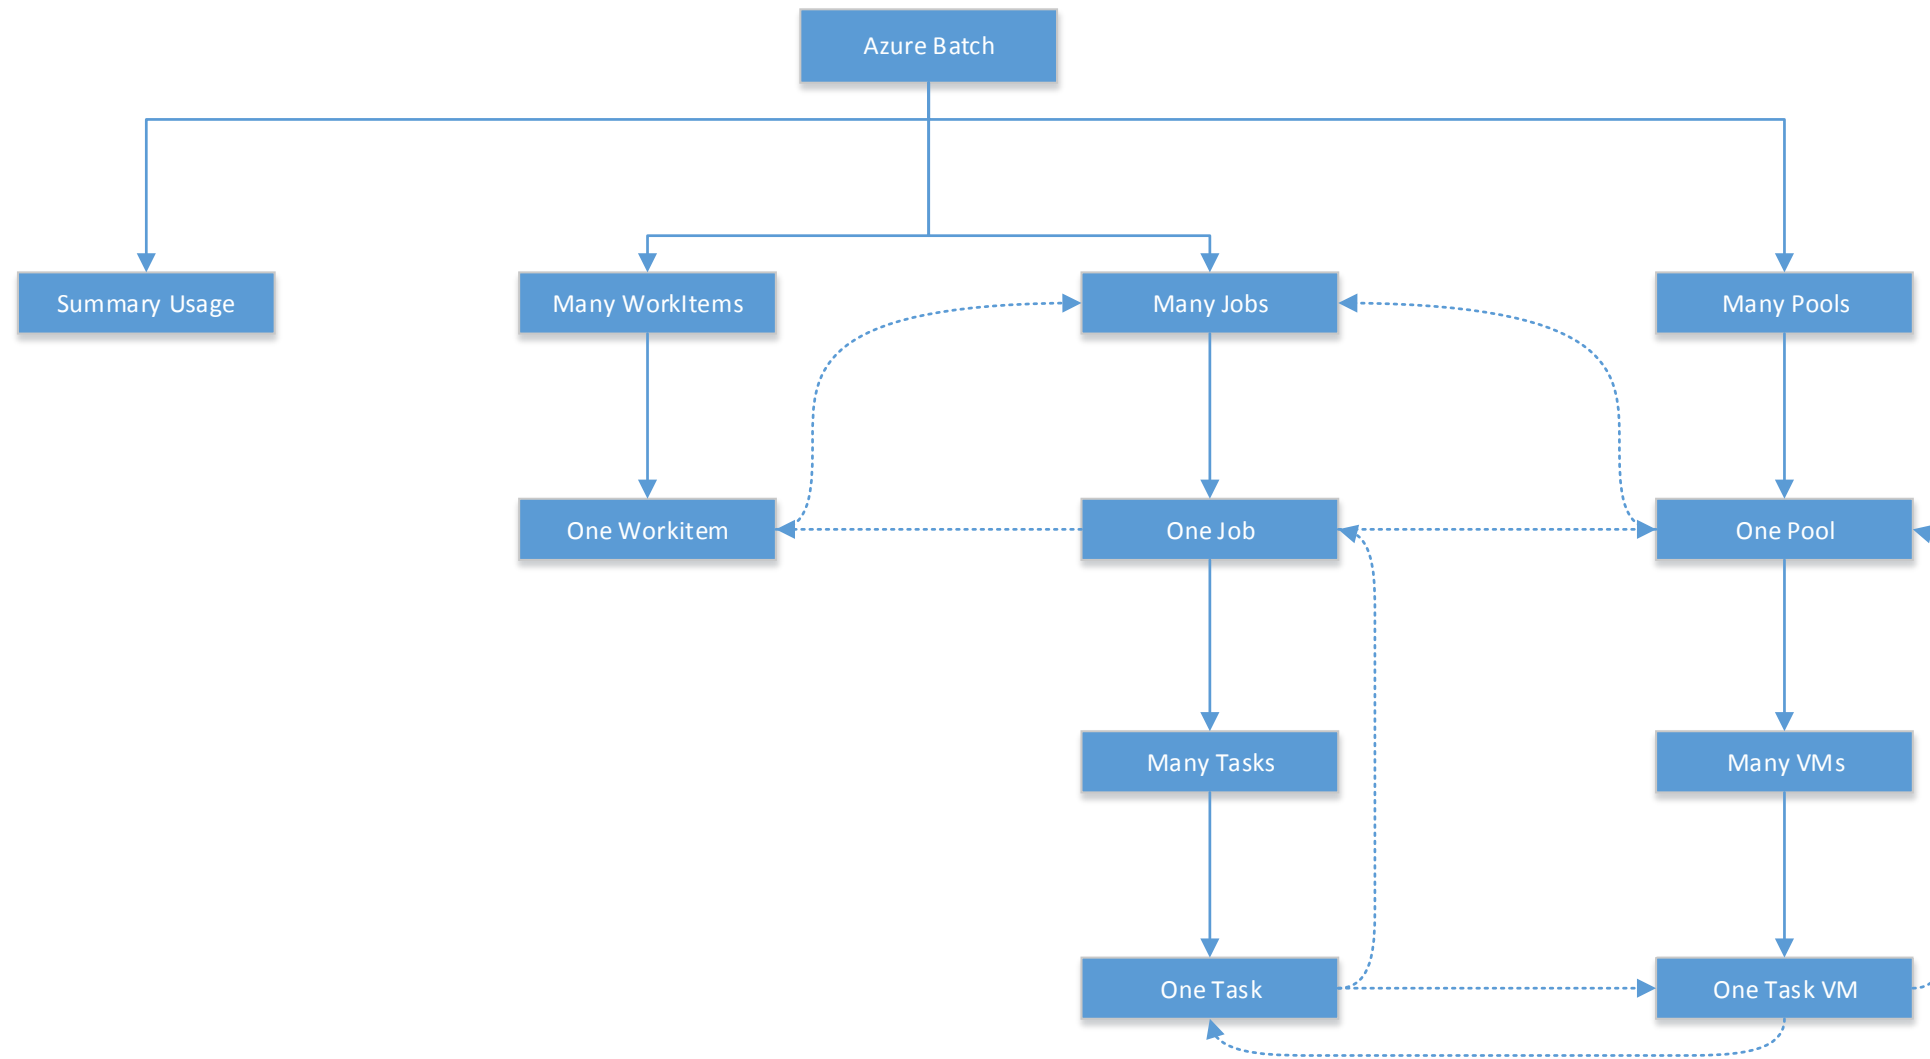 Azure Batch
Summary Usage
Many WorkItems
Many Jobs
Many Pools
One Workitem
One Job
One Pool
Many Tasks
Many VMs
One Task
One Task VM